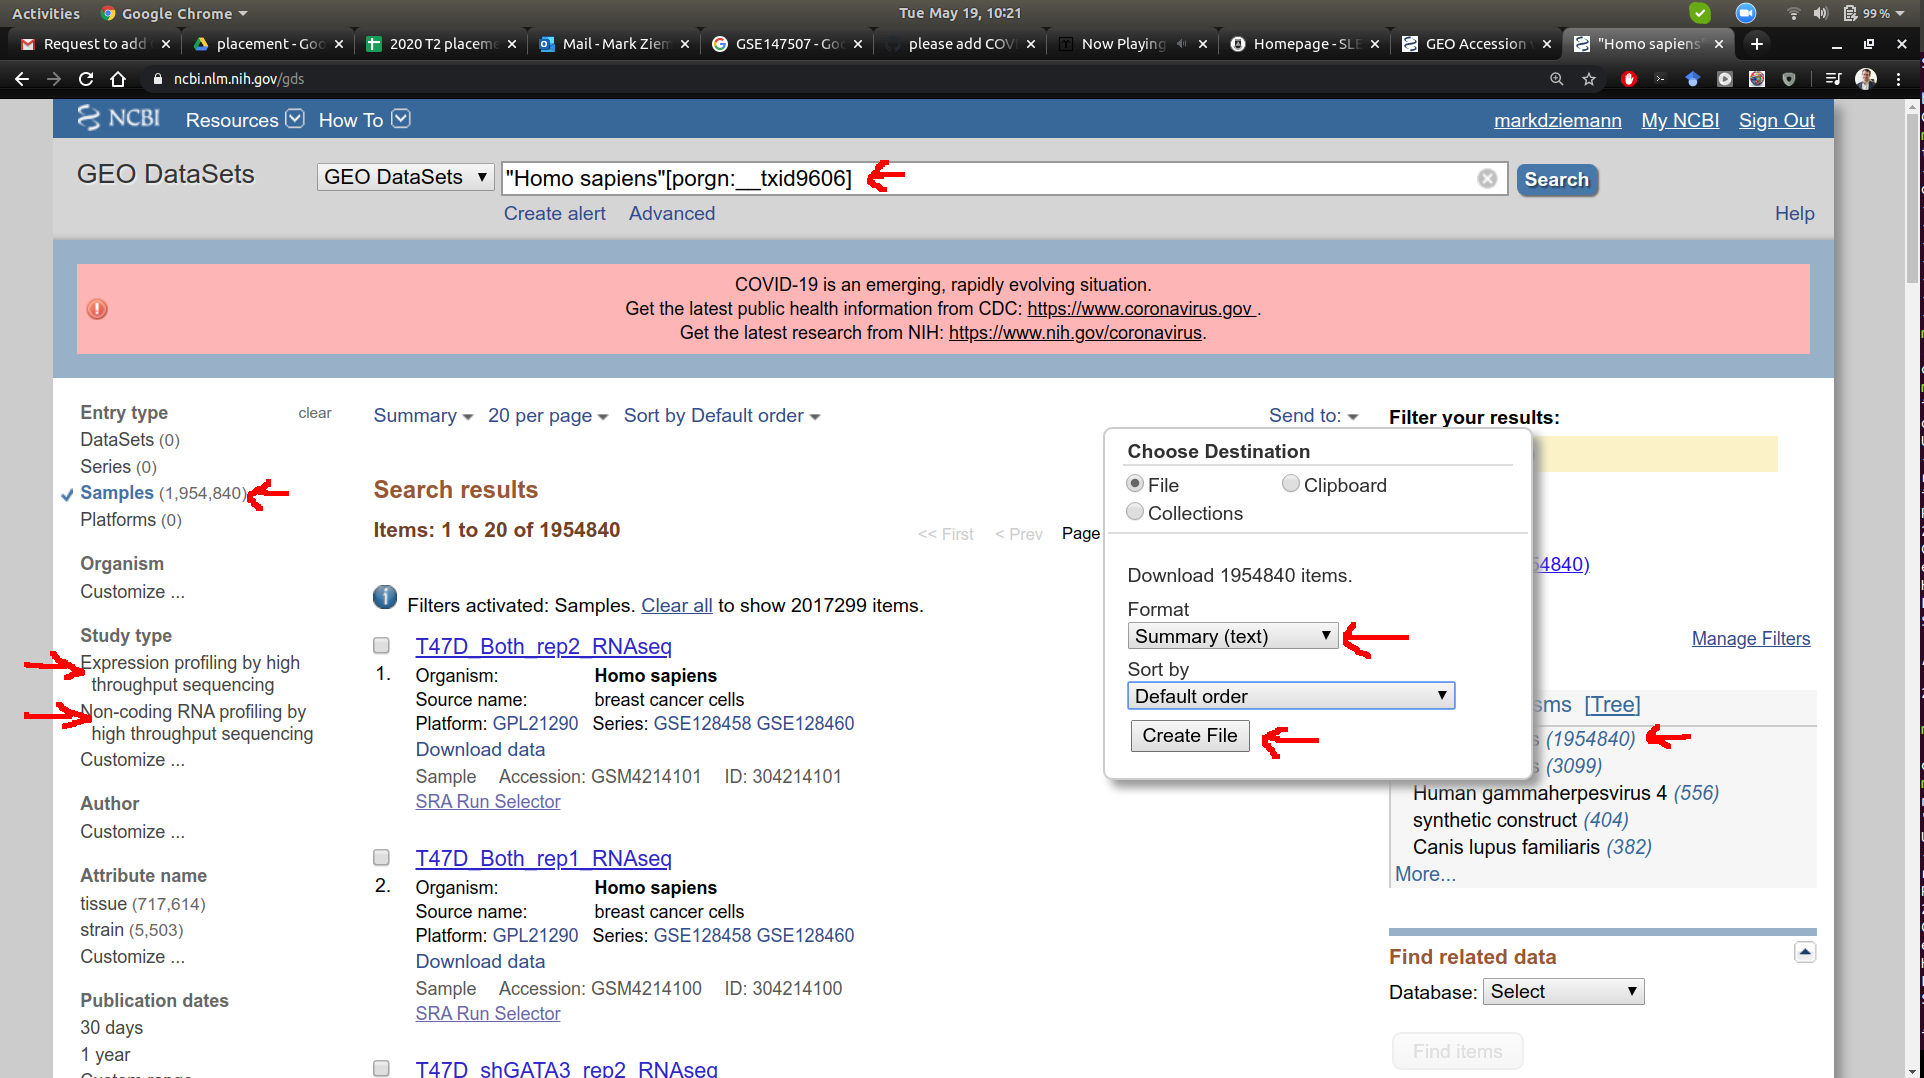 Activities Google Chrome Tue May 19, 10:21 99 %
Request to add placement - Goo 2020 T2 placeme Mail - Mark Ziem GSE147507 - Go please add COV Now Playing Homepage - SLE GEO Accession "Homo sapiens"
ncbi.nlm.nih.gov/gds
NCBI Resources How To markdziemann My NCBI Sign Out
GEO DataSets GEO DataSets "Homo sapiens"[porgn:__txid9606] Search
Create alert Advanced Help
COVID-19 is an emerging, rapidly evolving situation.
Get the latest public health information from CDC: https://www.coronavirus.gov .
Get the latest research from NIH: https://www.nih.gov/coronavirus.
Entry type clear
DataSets (0)
Series (0)
Samples (1,954,840)
Platforms (0)
Organism
Customize ...
Study type
Expression profiling by high
throughput sequencing
Non-coding RNA profiling by
high throughput sequencing
Customize ...
Author
Customize ...
Attribute name
tissue (717,614)
strain (5,503)
Customize ...
Publication dates
30 days
1 year
Custom range
Summary 20 per page Sort by Default order Send to:
Search results
Items: 1 to 20 of 1954840
<< First < Prev Page
Filters activated: Samples. Clear all to show 2017299 items.
T47D_Both_rep2_RNAseq
1. Organism: Homo sapiens
Source name: breast cancer cells
Platform: GPL21290 Series: GSE128458 GSE128460
Download data
Sample Accession: GSM4214101 ID: 304214101
SRA Run Selector
T47D_Both_rep1_RNAseq
2. Organism: Homo sapiens
Source name: breast cancer cells
Platform: GPL21290 Series: GSE128458 GSE128460
Download data
Sample Accession: GSM4214100 ID: 304214100
SRA Run Selector
T47D_shGATA3_rep2_RNAseq
Choose Destination
File Clipboard
Collections
Download 1954840 items.
Format
Summary (text)
Sort by
Default order
Create File
Filter your results:
54840)
Manage Filters
sms [Tree]
s (1954840)
s (3099)
Human gammaherpesvirus 4 (556)
synthetic construct (404)
Canis lupus familiaris (382)
More...
Find related data
Database: Select
Find items